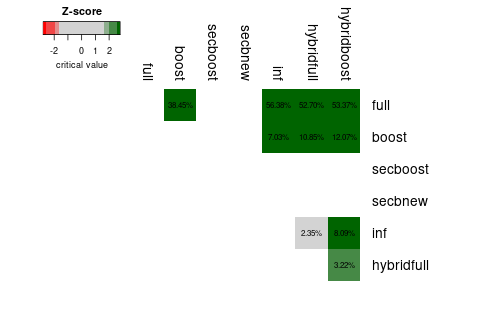 Z-score
-2 0 1 2
critical value
full boost secboost secbnew inf hybridfull hybridboost
38.45% 56.38% 52.70% 53.37% full
7.03% 10.85% 12.07% boost
secboost
secbnew
2.35% 8.09% inf
3.22% hybridfull